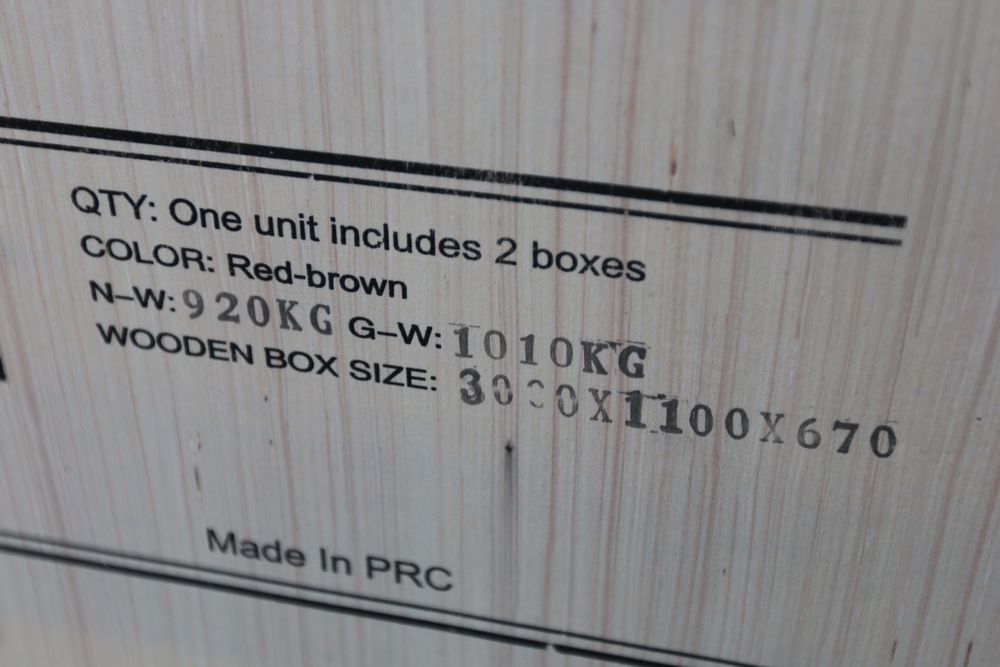 QTY: One unit includes 2 boxes
COLOR: Red-brown
N-W: 920KG G-W: 1010KG
WOODEN BOX SIZE: 3000X1100X670
Made In PRC